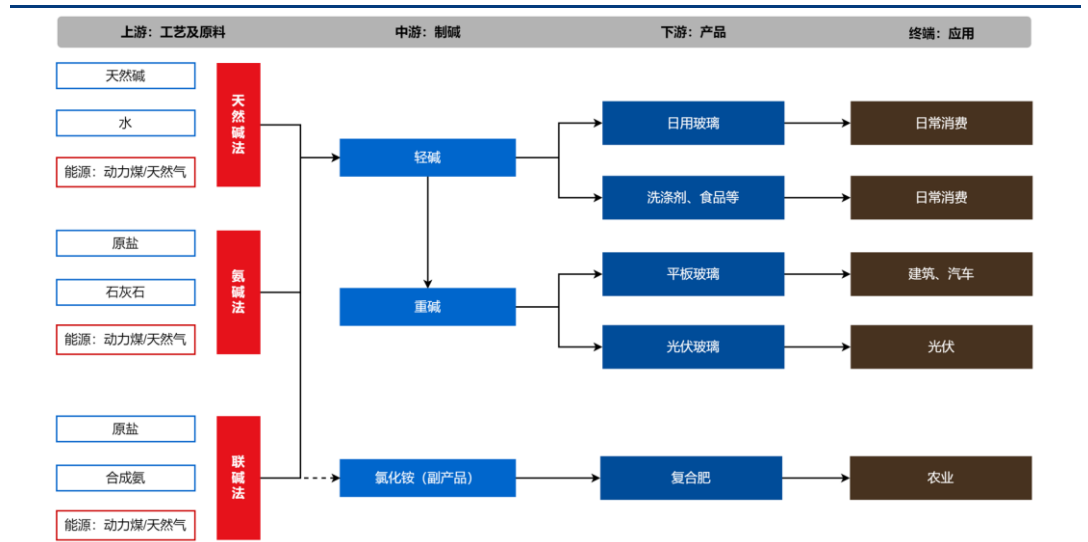 上游：工艺及原料
中游：制碱
下游：产品
终端：应用
天然碱
水
能源：动力煤/天然气
天然碱法
原盐
石灰石
能源：动力煤/天然气
氨碱法
原盐
合成氨
能源：动力煤/天然气
联碱法
轻碱
重碱
氯化铵（副产品）
日用玻璃
洗涤剂、食品等
平板玻璃
光伏玻璃
复合肥
日常消费
日常消费
建筑、汽车
光伏
农业